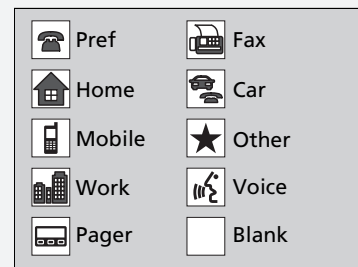 Pref
Fax
Home
Car
Mobile
Other
Work
Voice
Pager
Blank